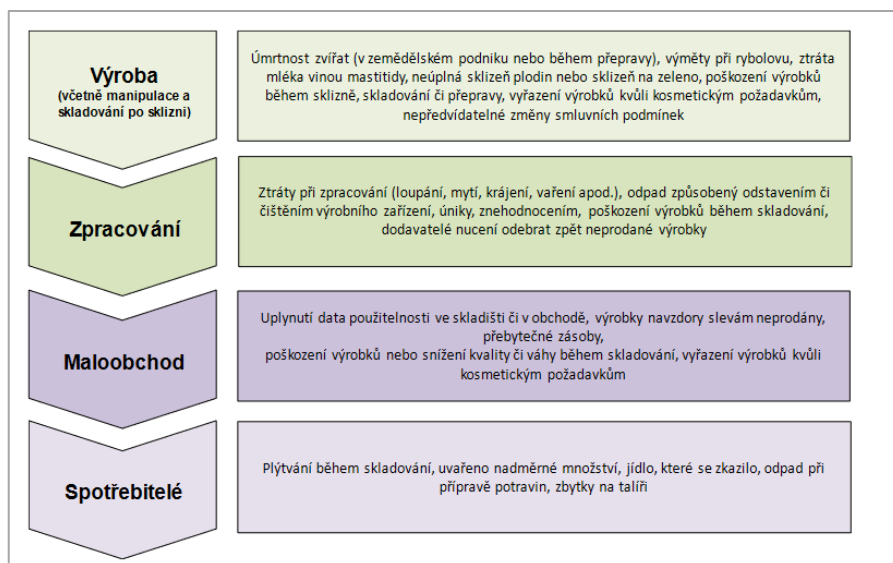 Výroba
(včetně manipulace a
skladování po sklizni)
Úmrtnost zvířat (v zemědělském podniku nebo během přepravy), výměty při rybolovu, ztráta
mléka vinou mastitidy, neúplná sklizeň plodin nebo sklizeň na zeleno, poškození výrobků
během sklizně, skladování či přepravy, vyřazení výrobků kvůli kosmetickým požadavkům,
nepředvídatelné změny smluvních podmínek
Zpracování
Ztráty při zpracování (loupání, mytí, krájení, vaření apod.), odpad způsobený odstavením či
čištěním výrobního zařízení, úniky, znehodnocením, poškození výrobků během skladování,
dodavatelé nucení odebrat zpět neprodané výrobky
Maloobchod
Uplynutí data použitelnosti ve skladišti či v obchodě, výrobky navzdory slevám neprodány,
přebytečné zásoby,
poškození výrobků nebo snížení kvality či váhy během skladování, vyřazení výrobků kvůli
kosmetickým požadavkům
Spotřebitelé
Plýtvání během skladování, uvařeno nadměrné množství, jídlo, které se zkazilo, odpad při
přípravě potravin, zbytky na talíři